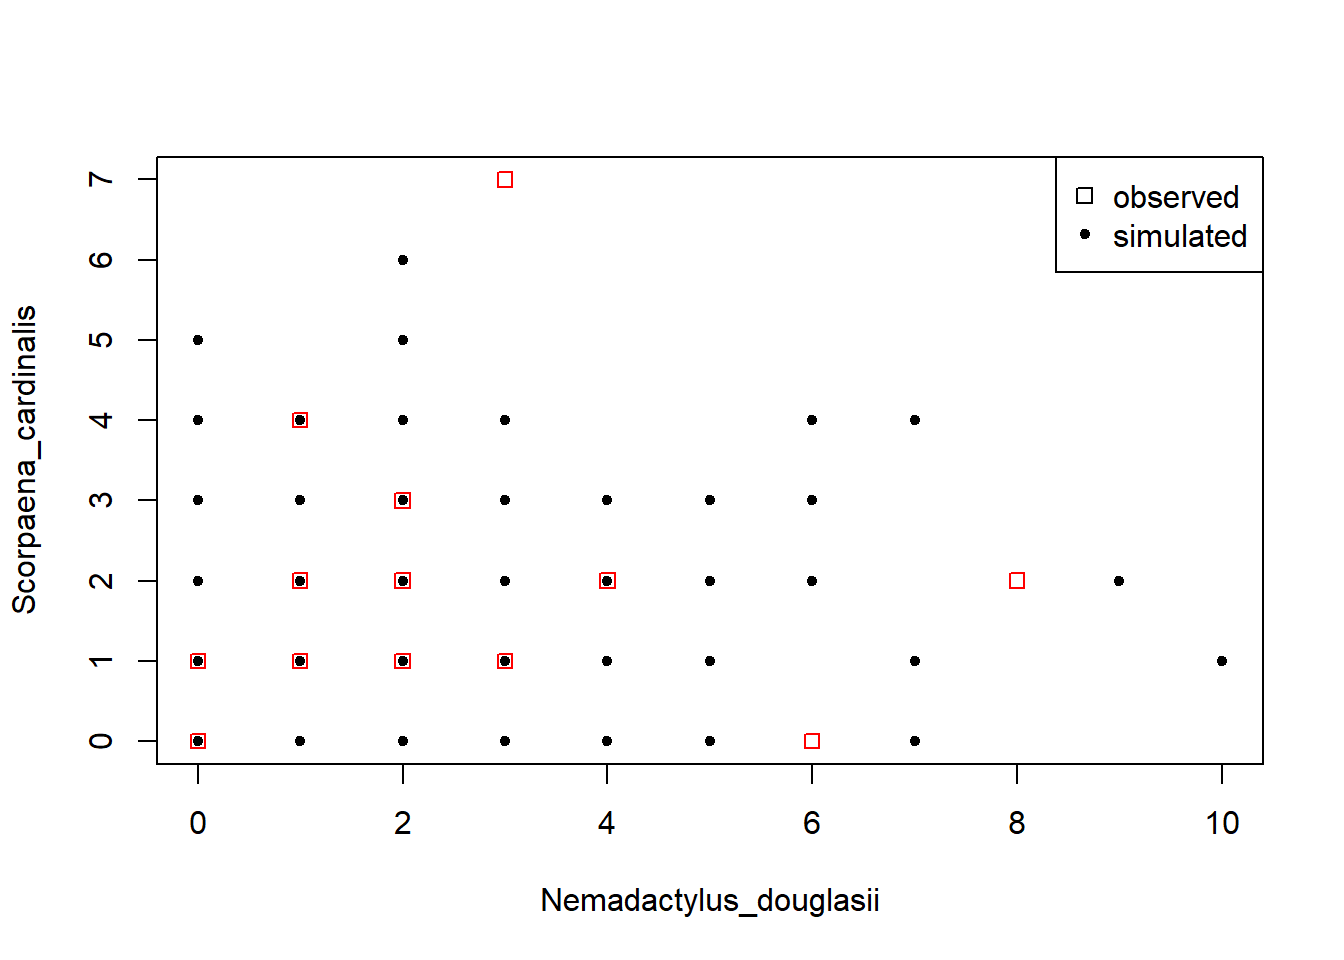 observed
simulated
Scorpaena_cardinalis
7
6
5
4
3
2
1
0
0 2 4 6 8 10
Nemadactylus_douglasii